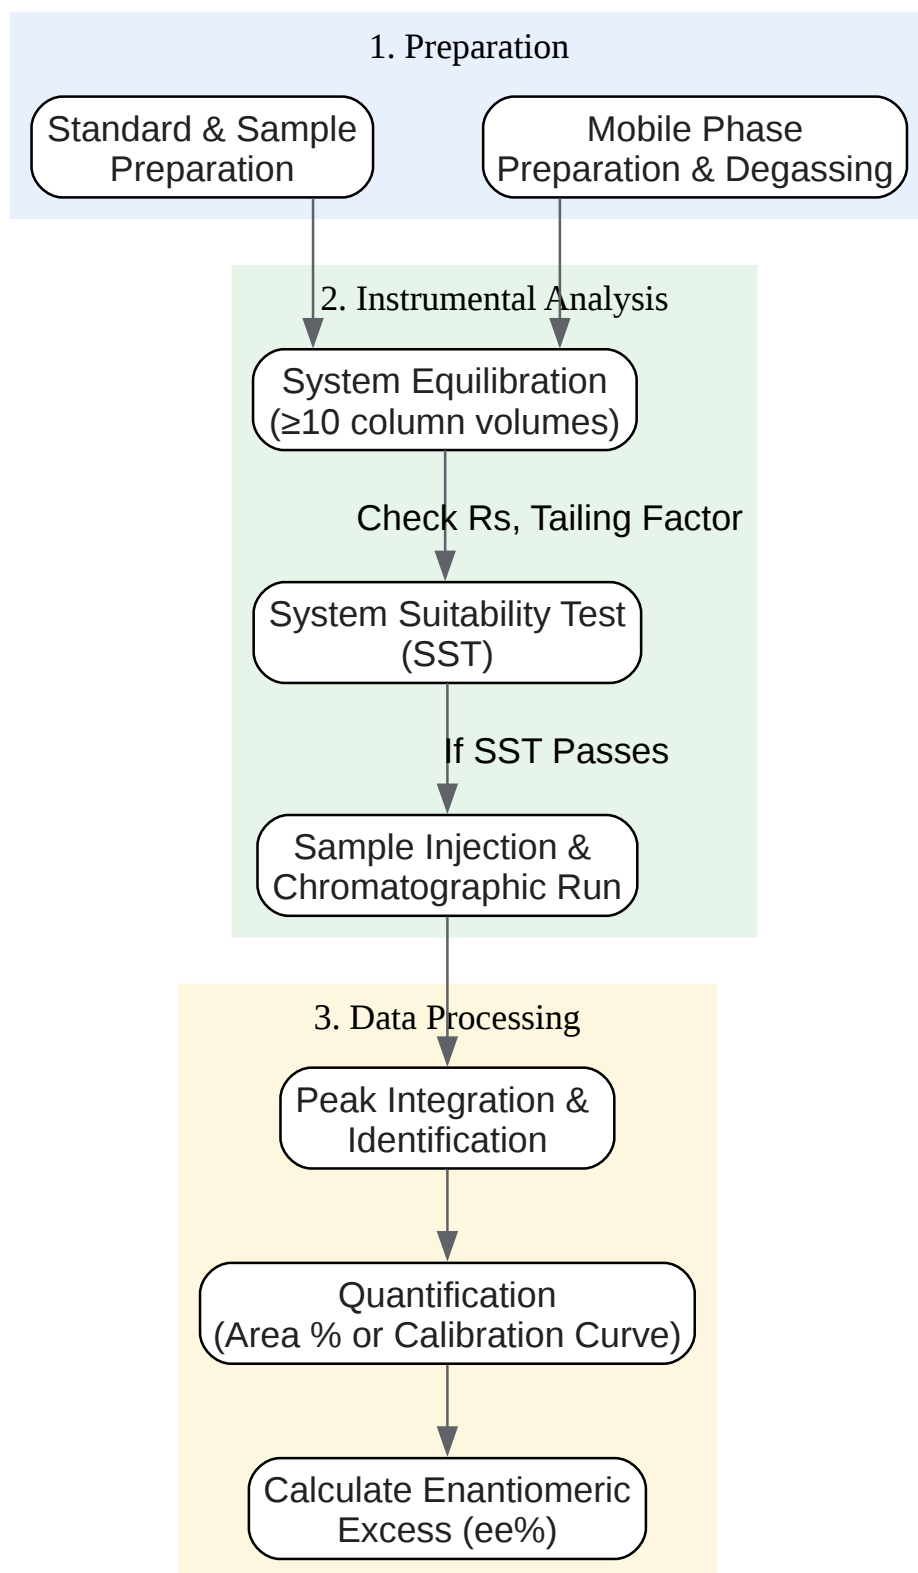 1. Preparation
Standard & Sample
Preparation
Mobile Phase
Preparation & Degassing
2. Instrumental Analysis
System Equilibration
(≥10 column volumes)
Check Rs, Tailing Factor
System Suitability Test
(SST)
If SST Passes
Sample Injection &
Chromatographic Run
3. Data Processing
Peak Integration &
Identification
Quantification
(Area % or Calibration Curve)
Calculate Enantiomeric
Excess (ee%)